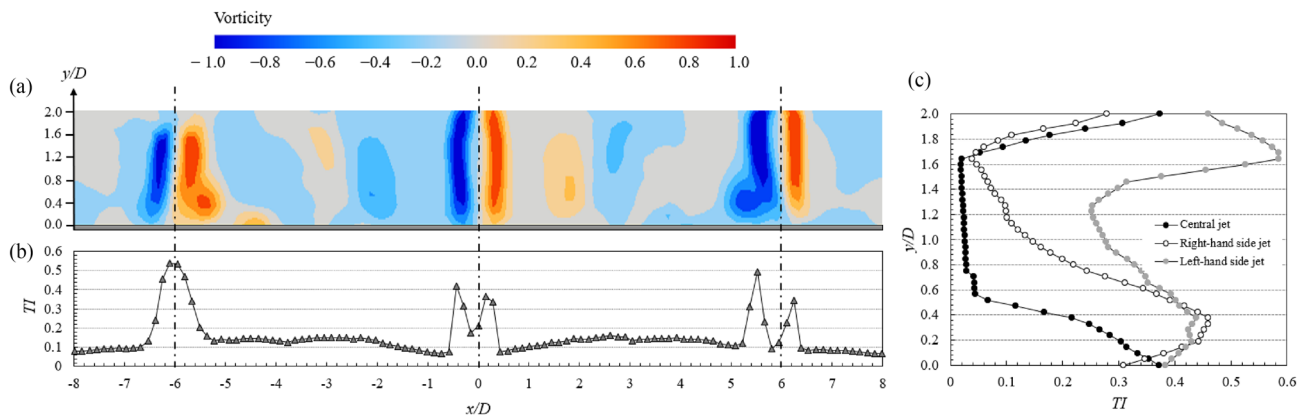 Vorticity
− 1.0 −0.8 −0.6 −0.4 −0.2 0.0 0.2 0.4 0.6 0.8 1.0
(a)
y/D
2.0
1.6
1.2
0.8
0.4
0.0
(b)
TI
0.6
0.5
0.4
0.3
0.2
0.1
0
-8 -7 -6 -5 -4 -3 -2 -1 0 1 2 3 4 5 6 7 8
x/D
(c)
y/D
2.0
1.8
1.6
1.4
1.2
1.0
0.8
0.6
0.4
0.2
0.0
Central jet
Right-hand side jet
Left-hand side jet
0 0.1 0.2 0.3 0.4 0.5 0.6
TI